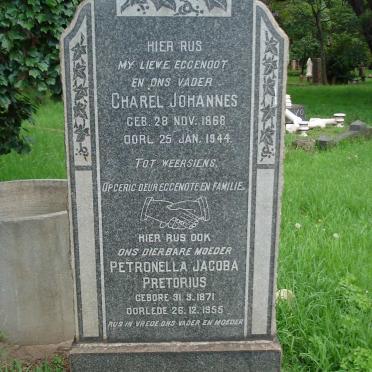 HIER RUS
MY LIEWE EGGENOOT
EN ONS VADER
CHAREL JOHANNES
GEB. 28 NOV. 1868
OORL 25 JAN. 1944.
TOT WEERSIENS.
OPGERIG DEUR EGGENOTE EN FAMILIE.
HIER RUS OOK
ONS DIERBARE MOEDER
PETRONELLA JACOBA
PRETORIUS
GEBORE 31.9.1871
OORLEDE 26.12.1955
RUS IN VREDE ONS VADER EN MOEDER